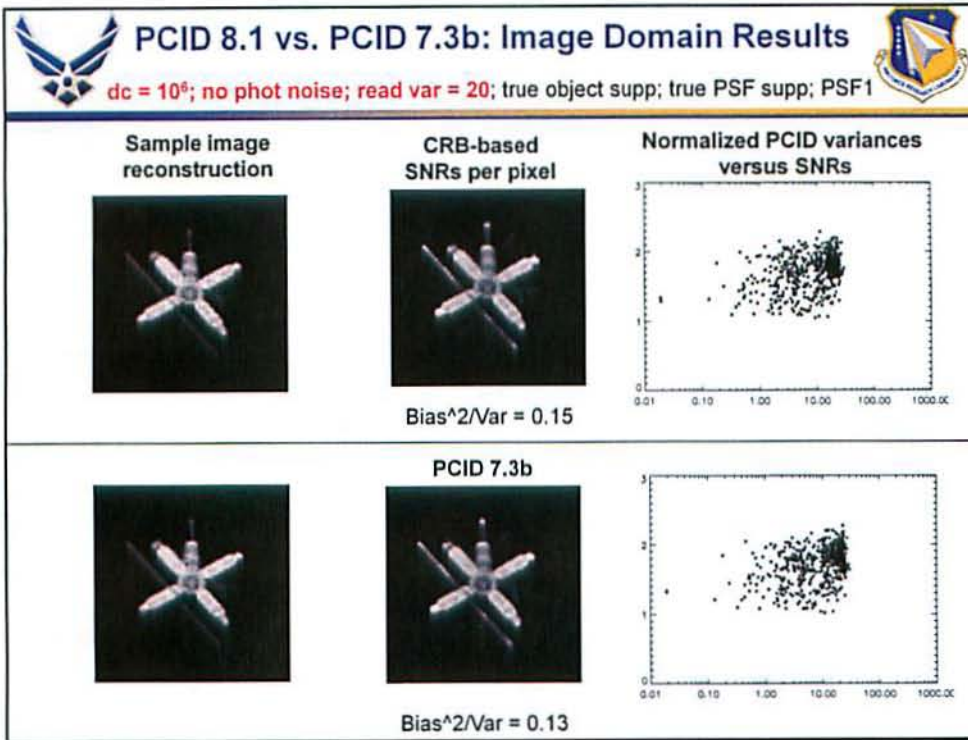 PCID 8.1 vs. PCID 7.3b: Image Domain Results
dc = 10⁶; no phot noise; read var = 20; true object supp; true PSF supp; PSF1
Sample image
reconstruction
CRB-based
SNRs per pixel
Normalized PCID variances
versus SNRs
3
2
1
0
0.01 0.10 1.00 10.00 100.00 1000.00
Bias^2/Var = 0.15
PCID 7.3b
3
2
1
0
0.01 0.10 1.00 10.00 100.00 1000.00
Bias^2/Var = 0.13